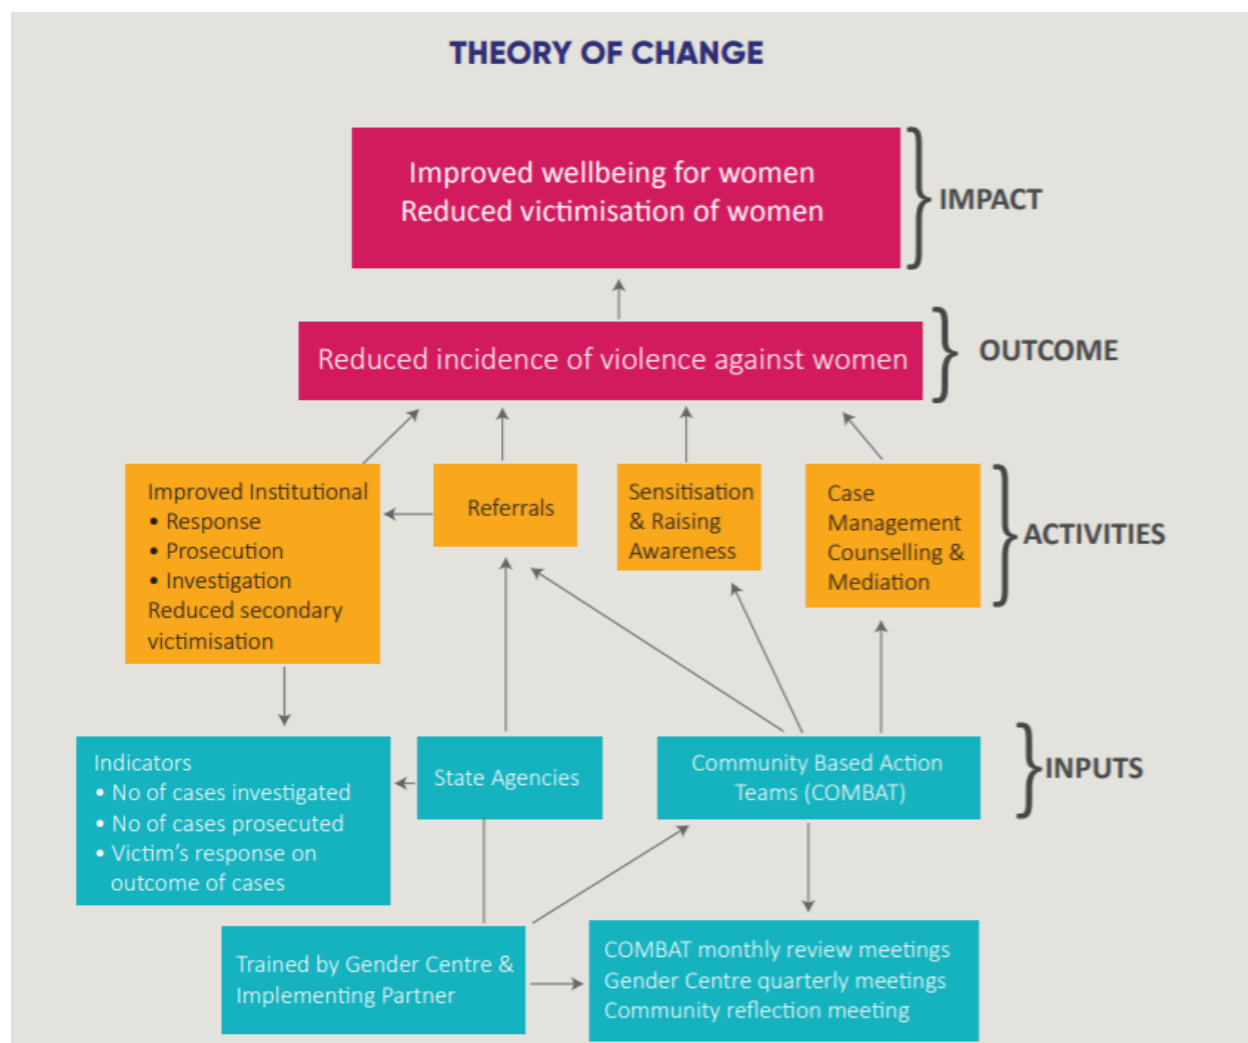 THEORY OF CHANGE
Improved wellbeing for women
Reduced victimisation of women
IMPACT
Reduced incidence of violence against women
OUTCOME
Improved Institutional
• Response
• Prosecution
• Investigation
Reduced secondary
victimisation
Referrals
Sensitisation
& Raising
Awareness
Case
Management
Counselling &
Mediation
ACTIVITIES
Indicators
• No of cases investigated
• No of cases prosecuted
• Victim's response on
outcome of cases
State Agencies
Community Based Action
Teams (COMBAT)
INPUTS
Trained by Gender Centre &
Implementing Partner
COMBAT monthly review meetings
Gender Centre quarterly meetings
Community reflection meeting